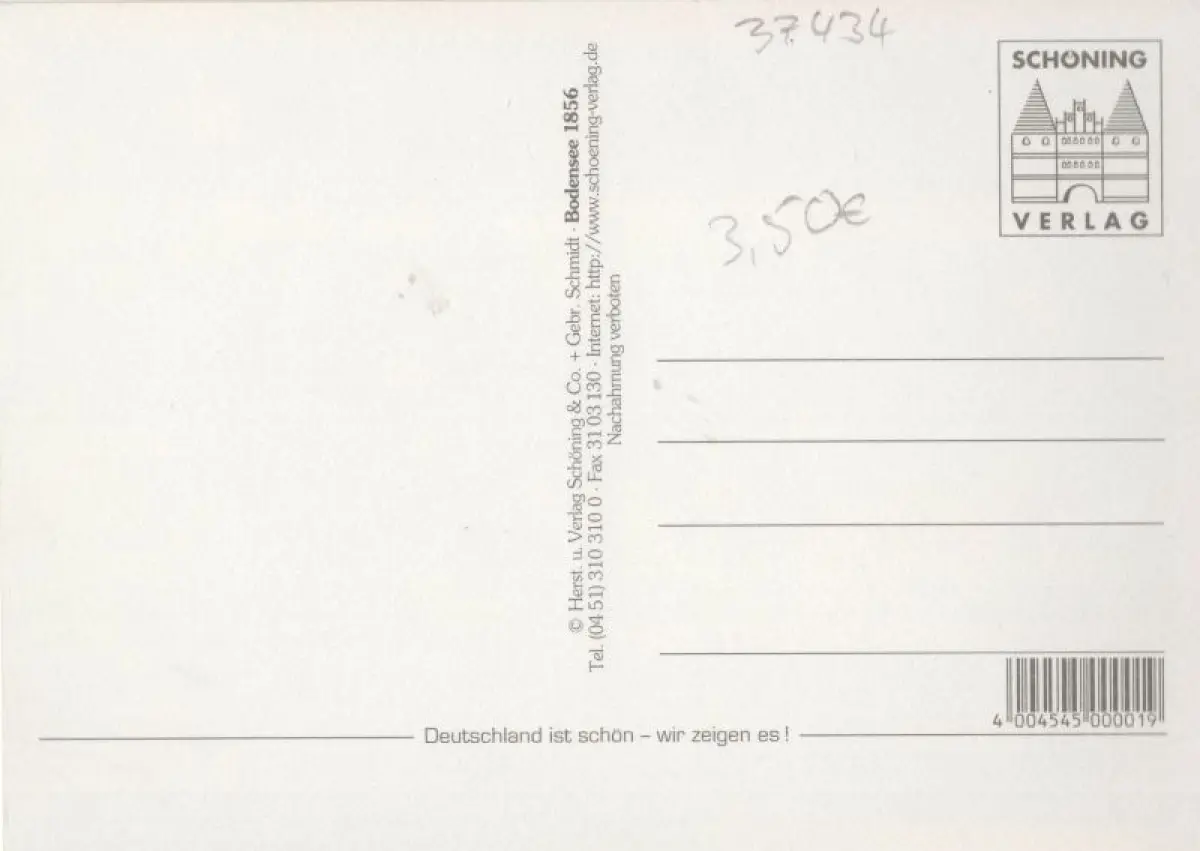 37.434
SCHÖNING
VERLAG
3,50€
© Herst. u. Verlag Schöning & Co. + Gebr. Schmidt · Bodensee 1856
Tel. (04 51) 310 310 0 · Fax 31 03 130 · Internet: http://www.schoening-verlag.de
Nachahmung verboten
4 004545 000019
Deutschland ist schön – wir zeigen es!